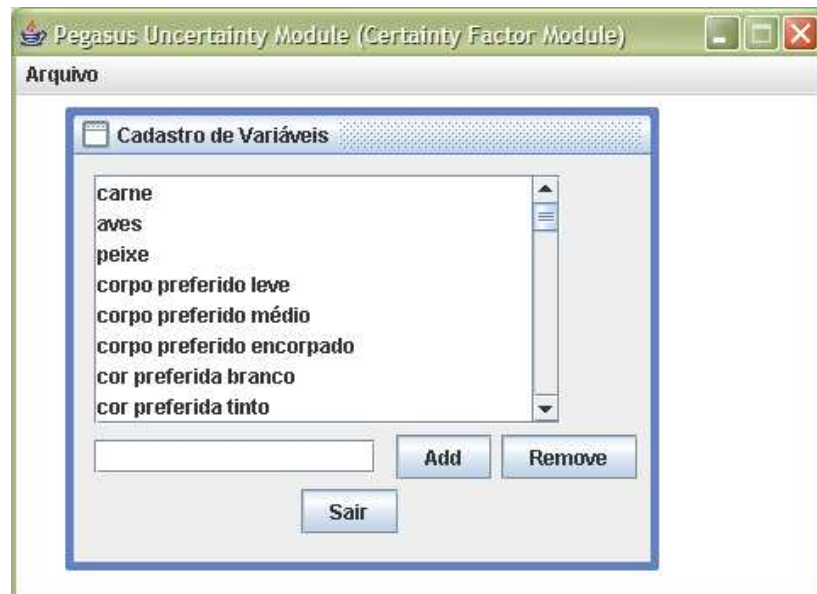 Pegasus Uncertainty Module (Certainty Factor Module)
Arquivo
Cadastro de Variáveis
carne
aves
peixe
corpo preferido leve
corpo preferido médio
corpo preferido encorpado
cor preferida branco
cor preferida tinto
Add Remove
Sair